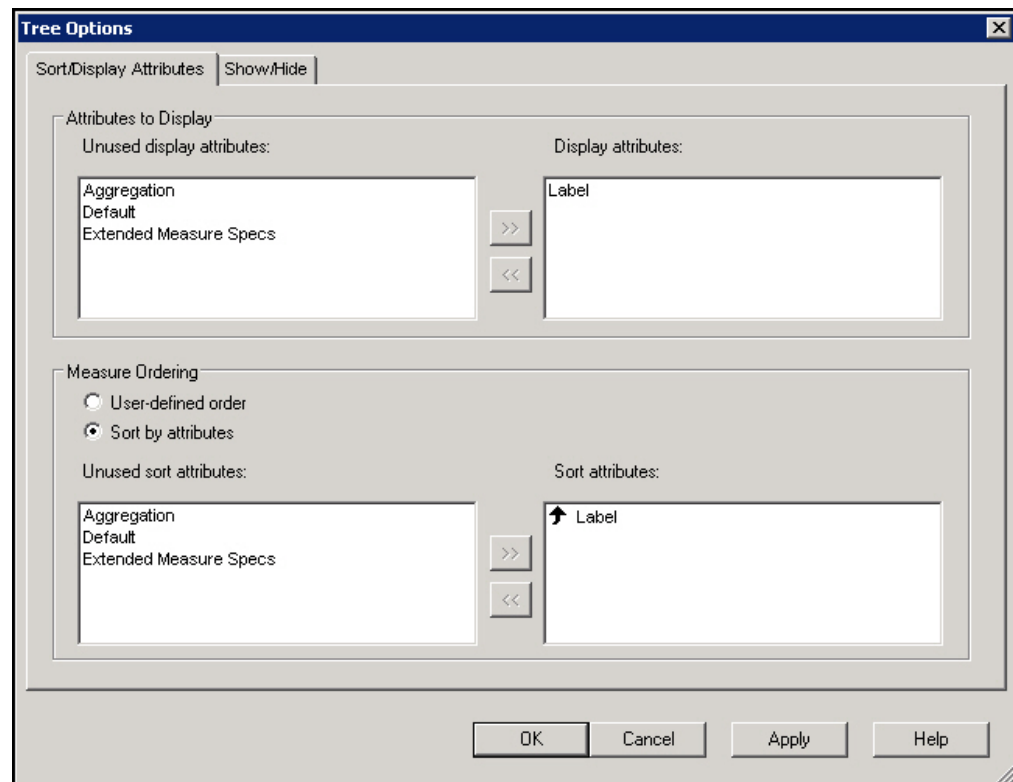 Tree Options
Sort/Display Attributes
Show/Hide
Attributes to Display
Unused display attributes:
Display attributes:
Aggregation
Default
Extended Measure Specs
Label
>>
<<
Measure Ordering
User-defined order
Sort by attributes
Unused sort attributes:
Sort attributes:
Aggregation
Default
Extended Measure Specs
Label
>>
<<
OK
Cancel
Apply
Help